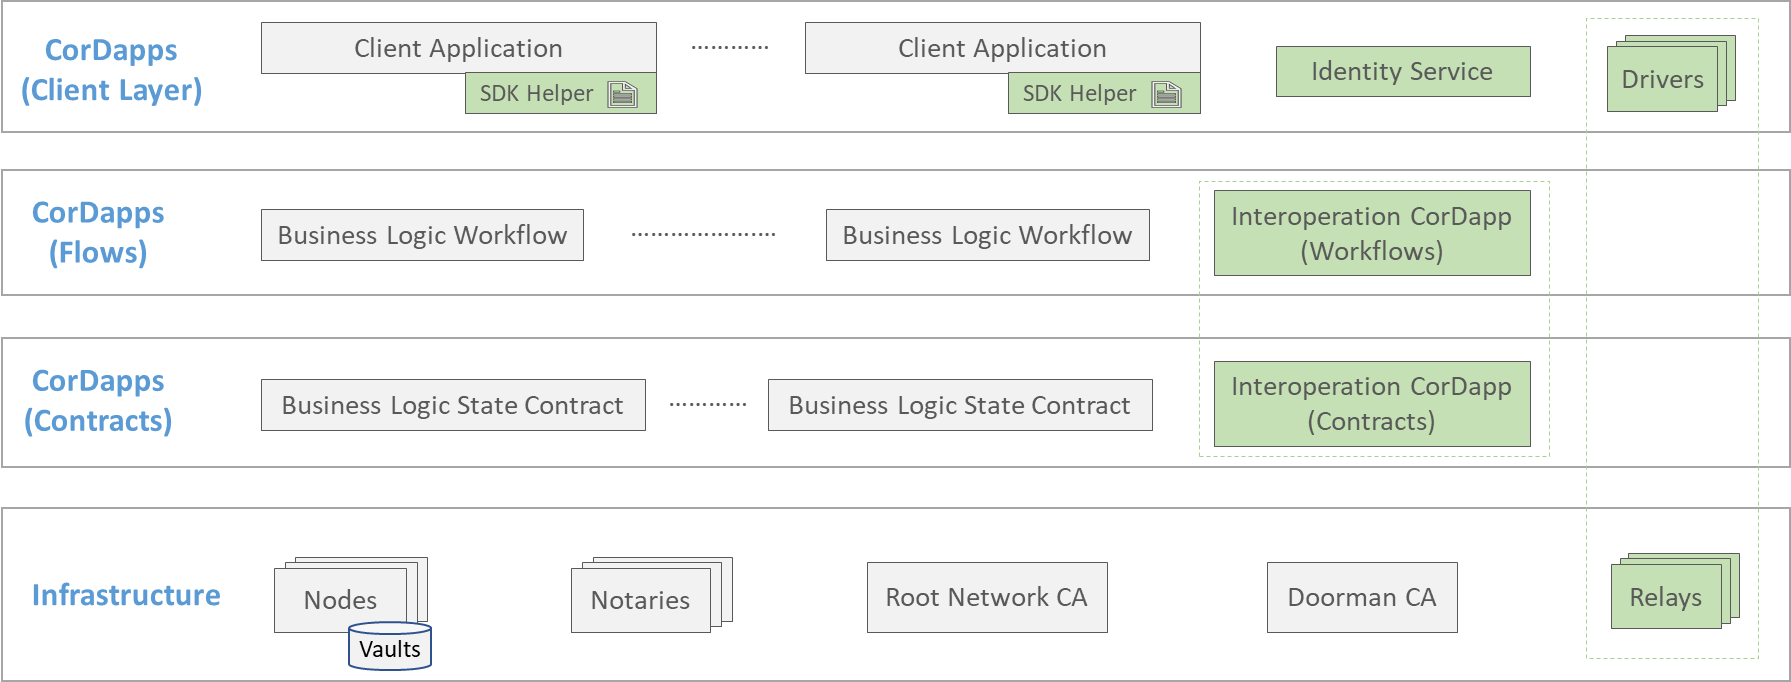 CorDapps
(Client Layer)
Client Application
............
Client Application
SDK Helper
SDK Helper
Identity Service
Drivers
CorDapps
(Flows)
Business Logic Workflow
......................
Business Logic Workflow
Interoperation CorDapp
(Workflows)
CorDapps
(Contracts)
Business Logic State Contract
............
Business Logic State Contract
Interoperation CorDapp
(Contracts)
Infrastructure
Nodes
Vaults
Notaries
Root Network CA
Doorman CA
Relays